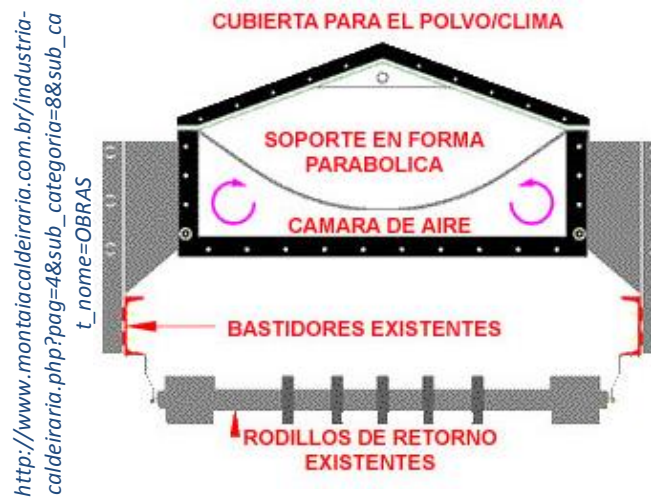 http://www.montaiacaldeiraria.com.br/industria-
caldeiraria.php?pag=4&sub_categoria=8&sub_ca
t_nome=OBRAS
CUBIERTA PARA EL POLVO/CLIMA
SOPORTE EN FORMA
PARABOLICA
CAMARA DE AIRE
BASTIDORES EXISTENTES
RODILLOS DE RETORNO
EXISTENTES